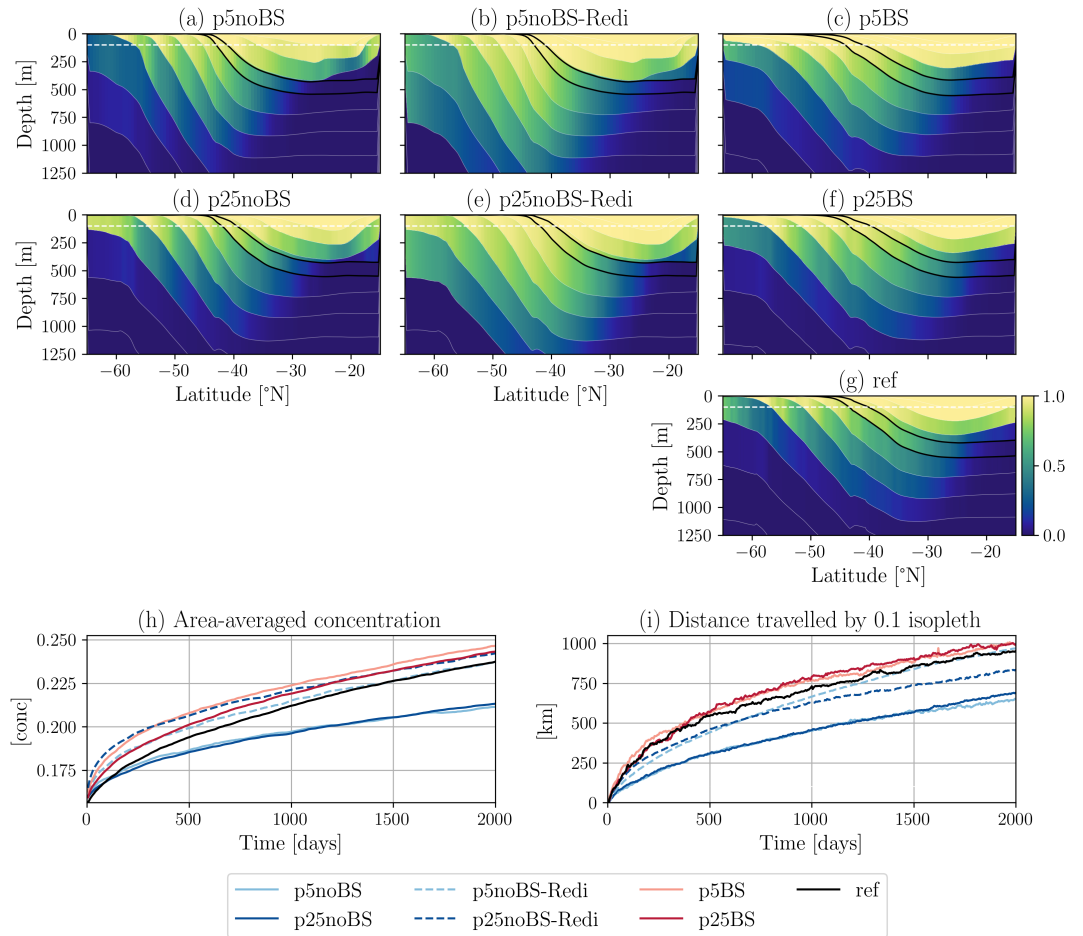 (a) p5noBS
(b) p5noBS-Redi
(c) p5BS
0
250
500
750
1000
1250
Depth [m]
(d) p25noBS
(e) p25noBS-Redi
(f) p25BS
0
250
500
750
1000
1250
Depth [m]
−60 −50 −40 −30 −20
Latitude [°N]
−60 −50 −40 −30 −20
Latitude [°N]
(g) ref
0
250
500
750
1000
1250
Depth [m]
−60 −50 −40 −30 −20
Latitude [°N]
1.0
0.5
0.0
(h) Area-averaged concentration
0.250
0.225
0.200
0.175
[conc]
0 500 1000 1500 2000
Time [days]
(i) Distance travelled by 0.1 isopleth
1000
750
500
250
0
[km]
0 500 1000 1500 2000
Time [days]
p5noBS p5noBS-Redi p5BS ref
p25noBS p25noBS-Redi p25BS